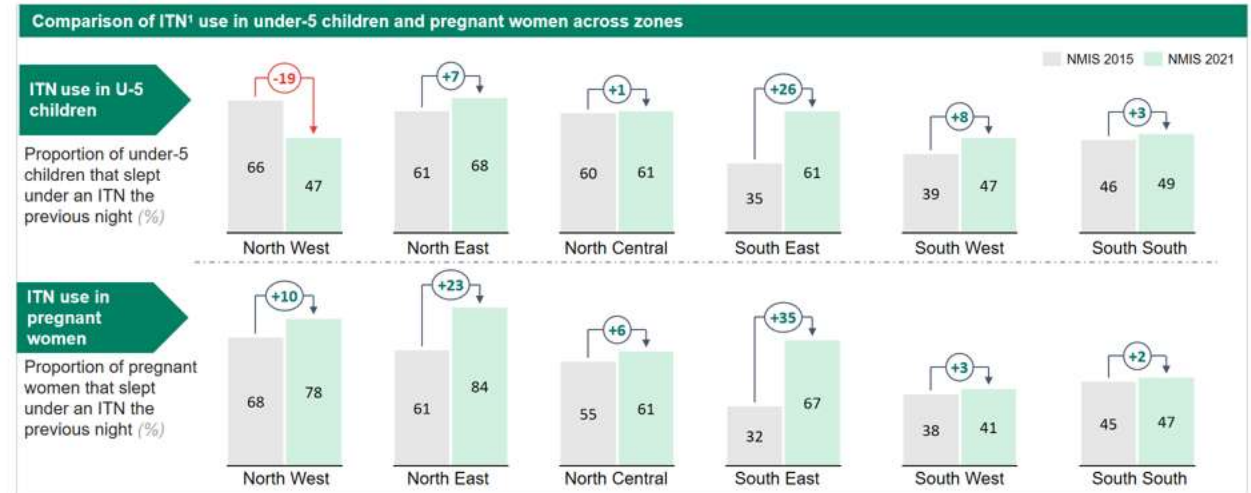 Comparison of ITN¹ use in under-5 children and pregnant women across zones
NMIS 2015 NMIS 2021
ITN use in U-5
children
Proportion of under-5
children that slept
under an ITN the
previous night (%)
-19 +7 +1 +26 +8 +3
66 47 61 68 60 61 35 61 39 47 46 49
North West North East North Central South East South West South South
ITN use in
pregnant
women
Proportion of pregnant
women that slept
under an ITN the
previous night (%)
+10 +23 +6 +35 +3 +2
68 78 61 84 55 61 32 67 38 41 45 47
North West North East North Central South East South West South South